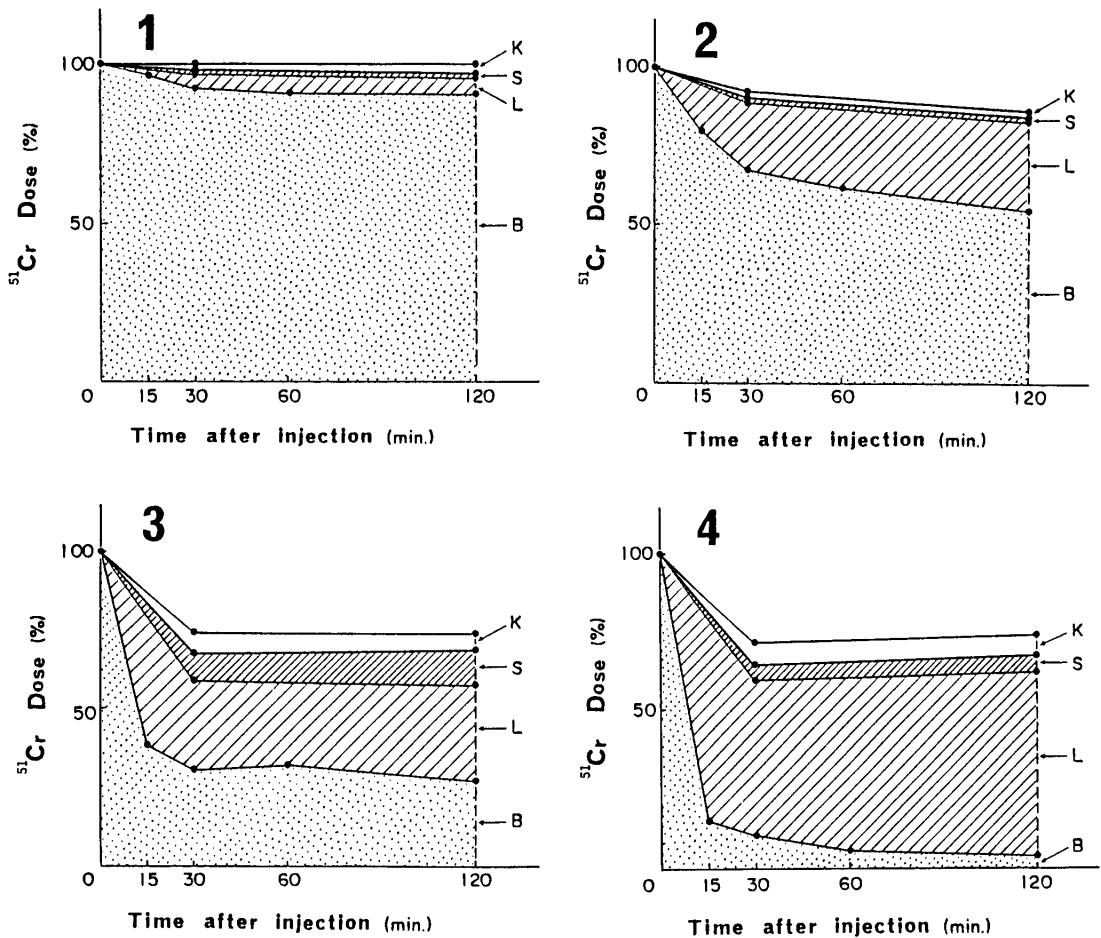 1
100
50
51Cr Dose (%)
K
S
L
B
0 15 30 60 120
Time after injection (min.)
2
100
50
51Cr Dose (%)
K
S
L
B
0 15 30 60 120
Time after injection (min.)
3
100
50
51Cr Dose (%)
K
S
L
B
0 15 30 60 120
Time after injection (min.)
4
100
50
51Cr Dose (%)
K
S
L
B
0 15 30 60 120
Time after injection (min.)